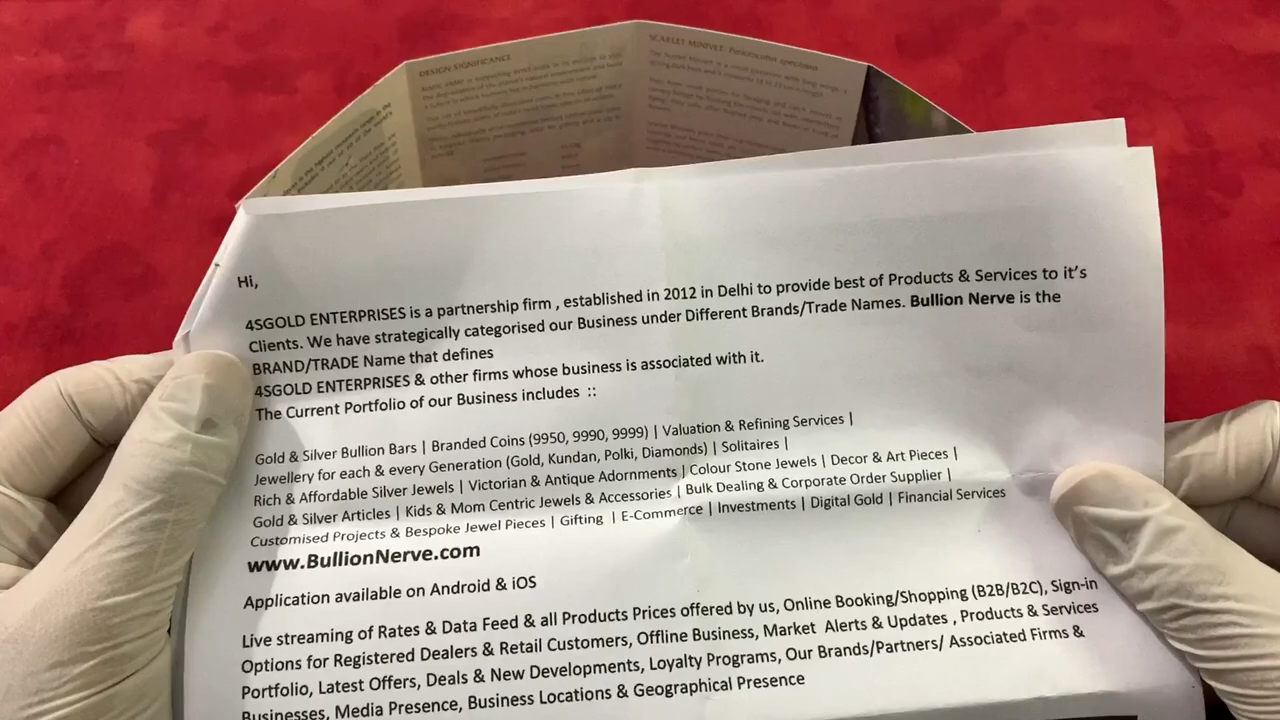 DESIGN SIGNIFICANCE
SCARLET MINIVET- Pericrocotus speciosus
Hi,
4SGOLD ENTERPRISES is a partnership firm , established in 2012 in Delhi to provide best of Products & Services to it's
Clients. We have strategically categorised our Business under Different Brands/Trade Names. Bullion Nerve is the
BRAND/TRADE Name that defines
4SGOLD ENTERPRISES & other firms whose business is associated with it.
The Current Portfolio of our Business includes ::
Gold & Silver Bullion Bars | Branded Coins (9950, 9990, 9999) | Valuation & Refining Services |
Jewellery for each & every Generation (Gold, Kundan, Polki, Diamonds) | Solitaires |
Rich & Affordable Silver Jewels | Victorian & Antique Adornments | Colour Stone Jewels | Decor & Art Pieces |
Gold & Silver Articles | Kids & Mom Centric Jewels & Accessories | Bulk Dealing & Corporate Order Supplier |
Customised Projects & Bespoke Jewel Pieces | Gifting | E-Commerce | Investments | Digital Gold | Financial Services
www.BullionNerve.com
Application available on Android & iOS
Live streaming of Rates & Data Feed & all Products Prices offered by us, Online Booking/Shopping (B2B/B2C), Sign-in
Options for Registered Dealers & Retail Customers, Offline Business, Market Alerts & Updates , Products & Services
Portfolio, Latest Offers, Deals & New Developments, Loyalty Programs, Our Brands/Partners/ Associated Firms &
Businesses, Media Presence, Business Locations & Geographical Presence